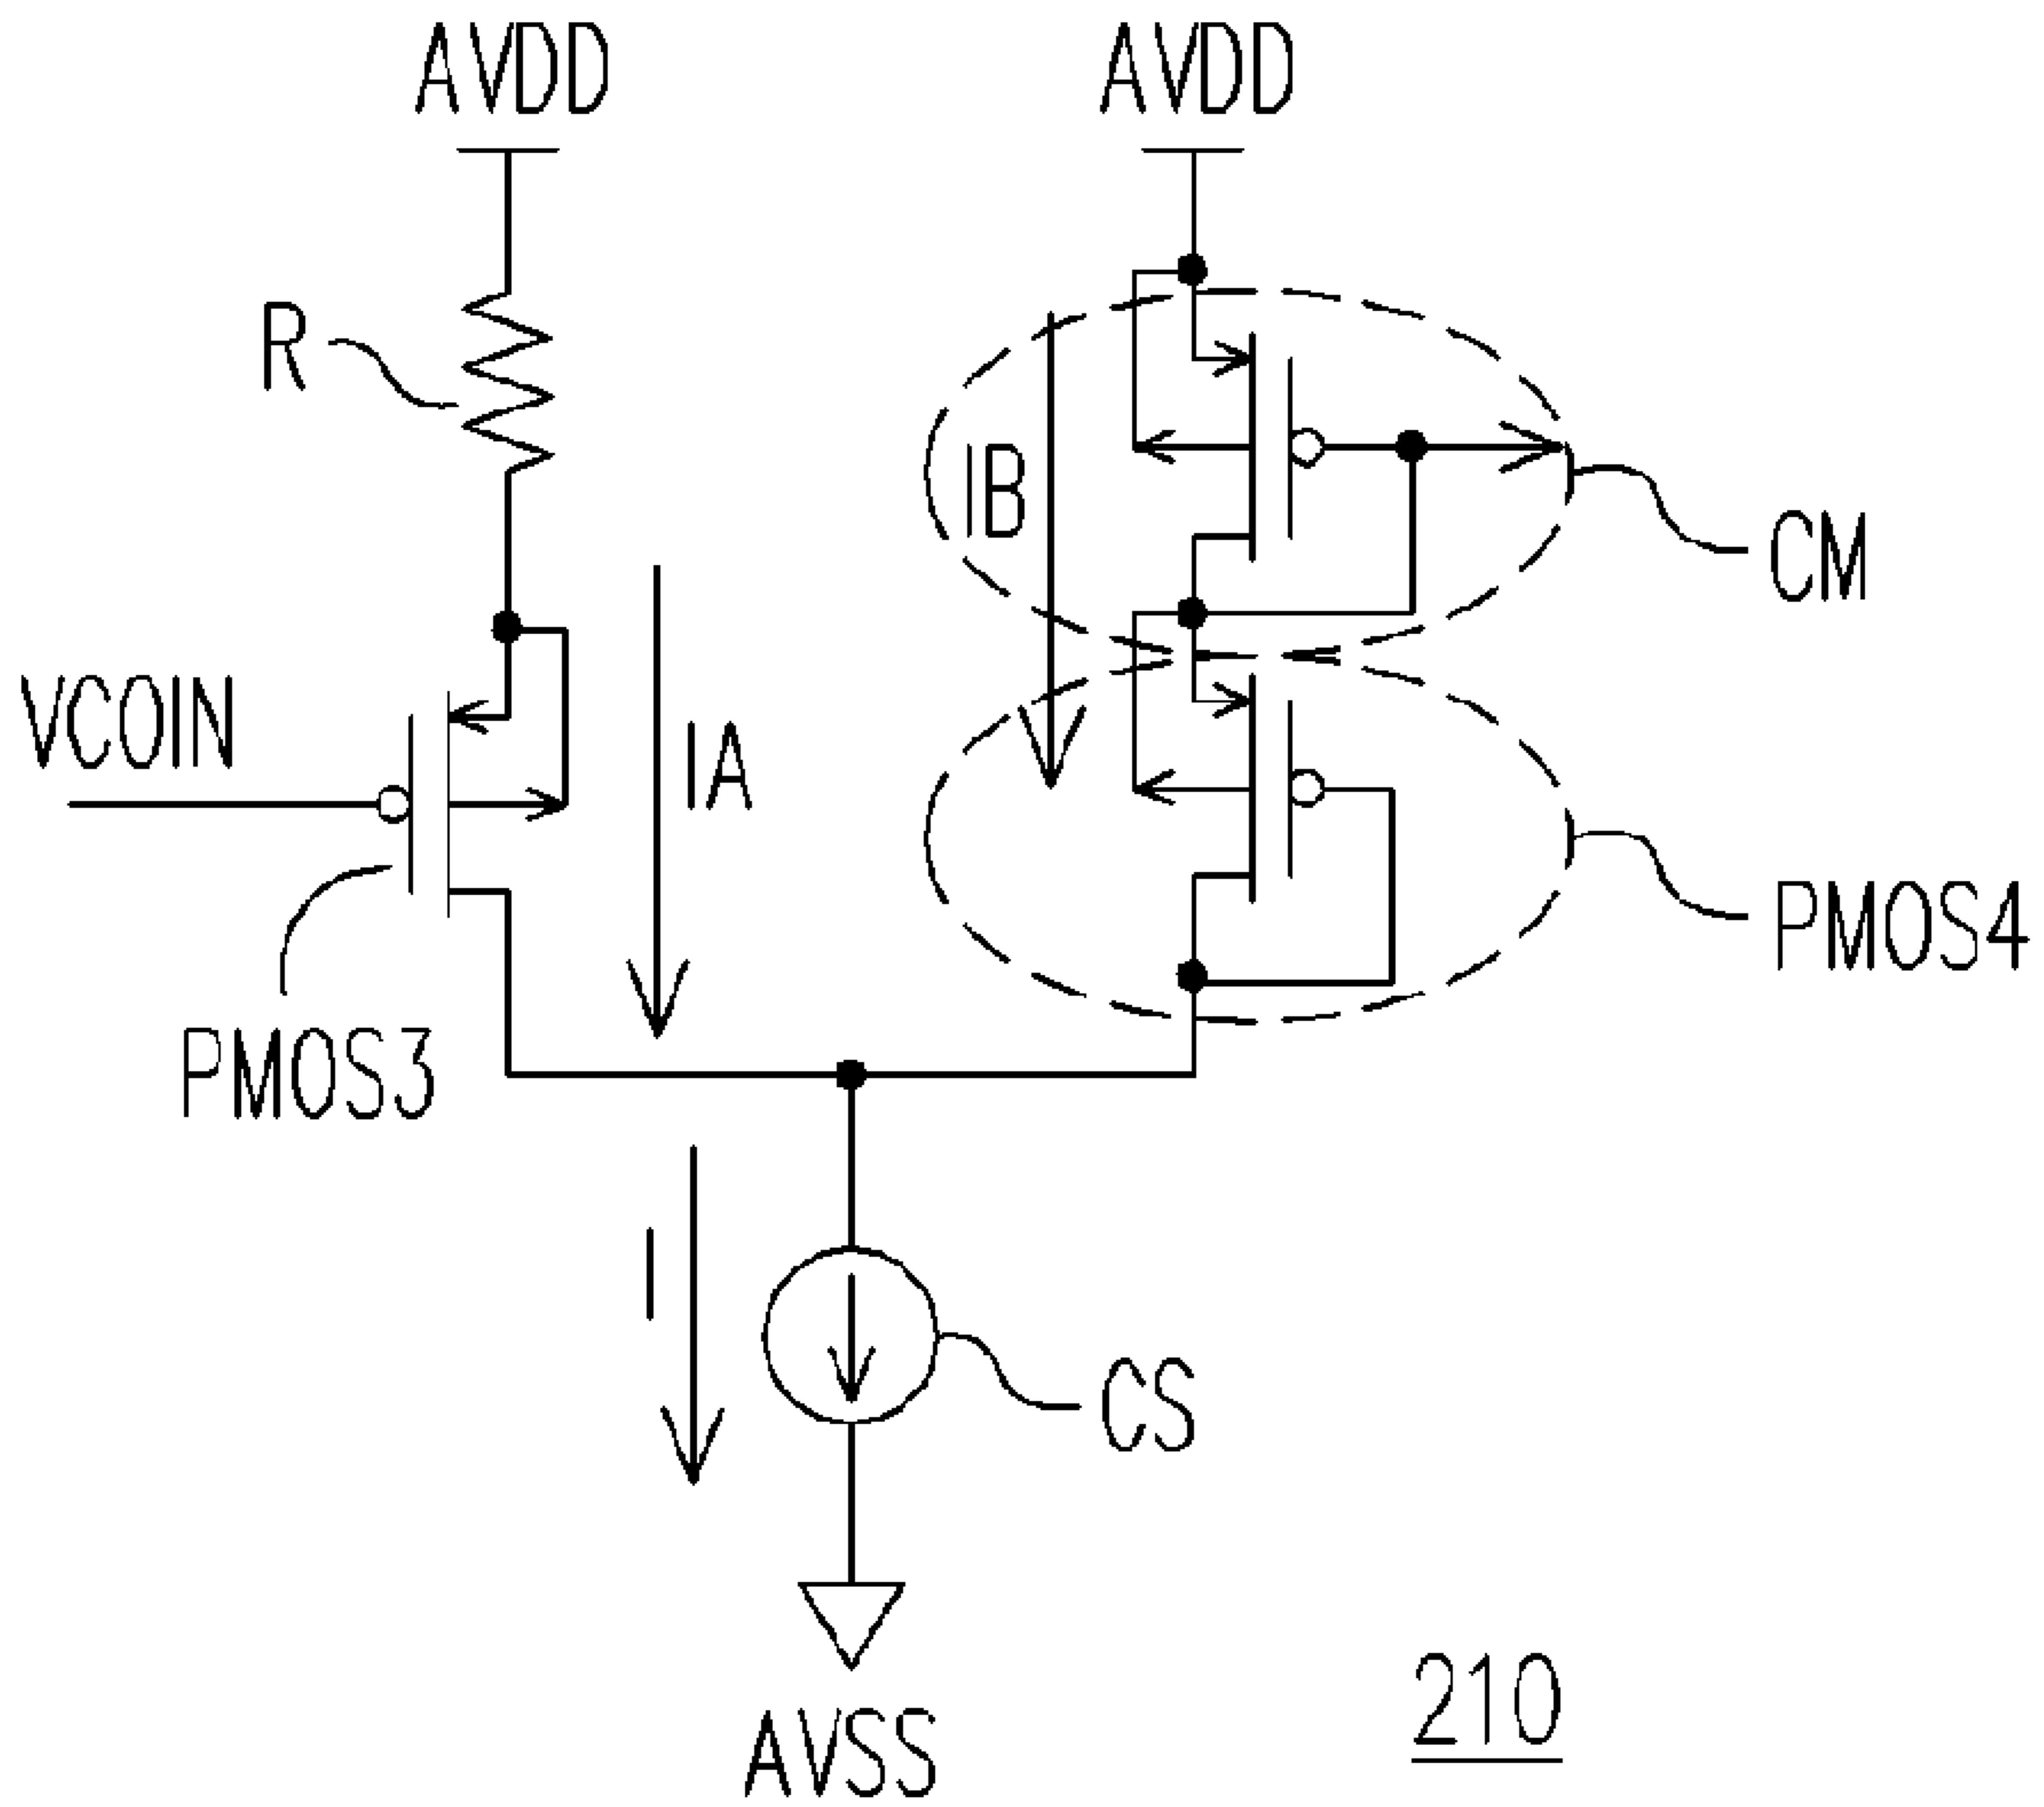 AVDD
AVDD
R
IB
CM
VCOIN
IA
PMOS4
PMOS3
I
CS
210
AVSS